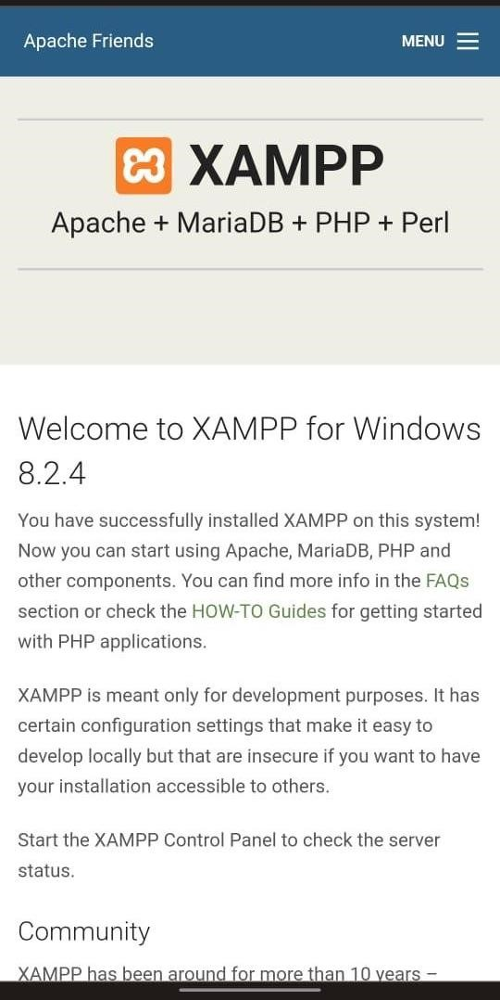 Apache Friends MENU
XAMPP
Apache + MariaDB + PHP + Perl
Welcome to XAMPP for Windows
8.2.4
You have successfully installed XAMPP on this system!
Now you can start using Apache, MariaDB, PHP and
other components. You can find more info in the FAQs
section or check the HOW-TO Guides for getting started
with PHP applications.
XAMPP is meant only for development purposes. It has
certain configuration settings that make it easy to
develop locally but that are insecure if you want to have
your installation accessible to others.
Start the XAMPP Control Panel to check the server
status.
Community
XAMPP has been around for more than 10 years –